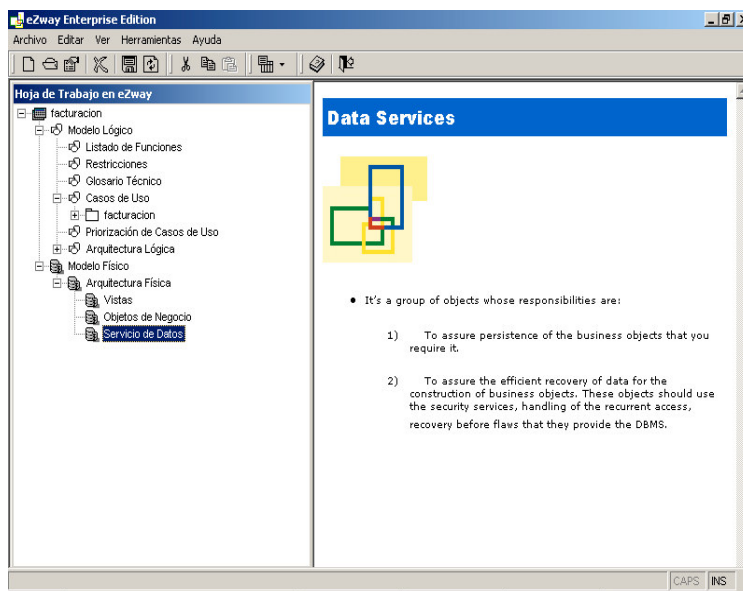 eZway Enterprise Edition
Archivo Editar Ver Herramientas Ayuda
Hoja de Trabajo en eZway
facturacion
Modelo Lógico
Listado de Funciones
Restricciones
Glosario Técnico
Casos de Uso
facturacion
Priorización de Casos de Uso
Arquitectura Lógica
Modelo Físico
Arquitectura Física
Vistas
Objetos de Negocio
Servicio de Datos
Data Services
• It's a group of objects whose responsibilities are:
1) To assure persistence of the business objects that you
require it.
2) To assure the efficient recovery of data for the
construction of business objects. These objects should use
the security services, handling of the recurrent access,
recovery before flaws that they provide the DBMS.
CAPS INS